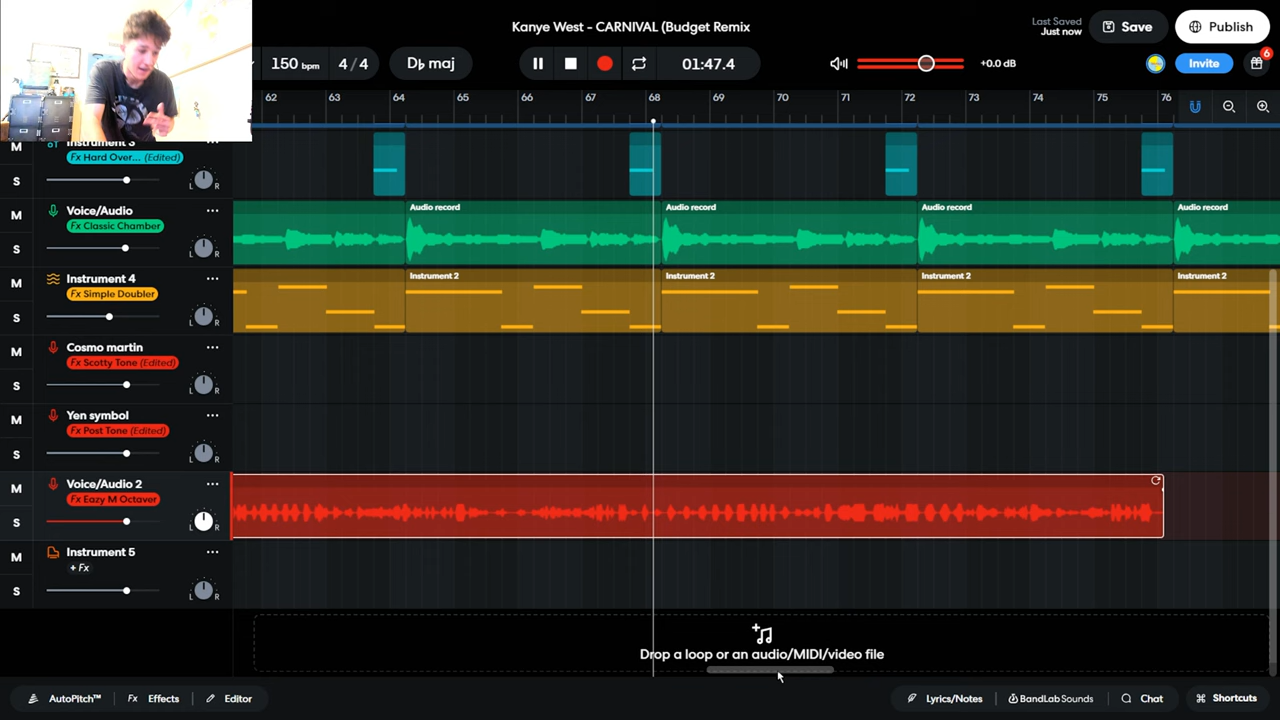 Kanye West - CARNIVAL (Budget Remix
Last Saved
Just now
Save
Publish
150 bpm
4 / 4
D♭ maj
01:47.4
+0.0 dB
Invite
6
62 63 64 65 66 67 68 69 70 71 72 73 74 75 76
M
Instrument 3
Fx Hard Over... (Edited)
S
L R
M
Voice/Audio
Fx Classic Chamber
S
L R
Audio record
Audio record
Audio record
Audio record
M
Instrument 4
Fx Simple Doubler
S
L R
Instrument 2
Instrument 2
Instrument 2
Instrument 2
M
Cosmo martin
Fx Scotty Tone (Edited)
S
L R
M
Yen symbol
Fx Post Tone (Edited)
S
L R
M
Voice/Audio 2
Fx Eazy M Octaver
S
L R
M
Instrument 5
+ Fx
S
L R
Drop a loop or an audio/MIDI/video file
AutoPitch™
Fx Effects
Editor
Lyrics/Notes
BandLab Sounds
Chat
Shortcuts